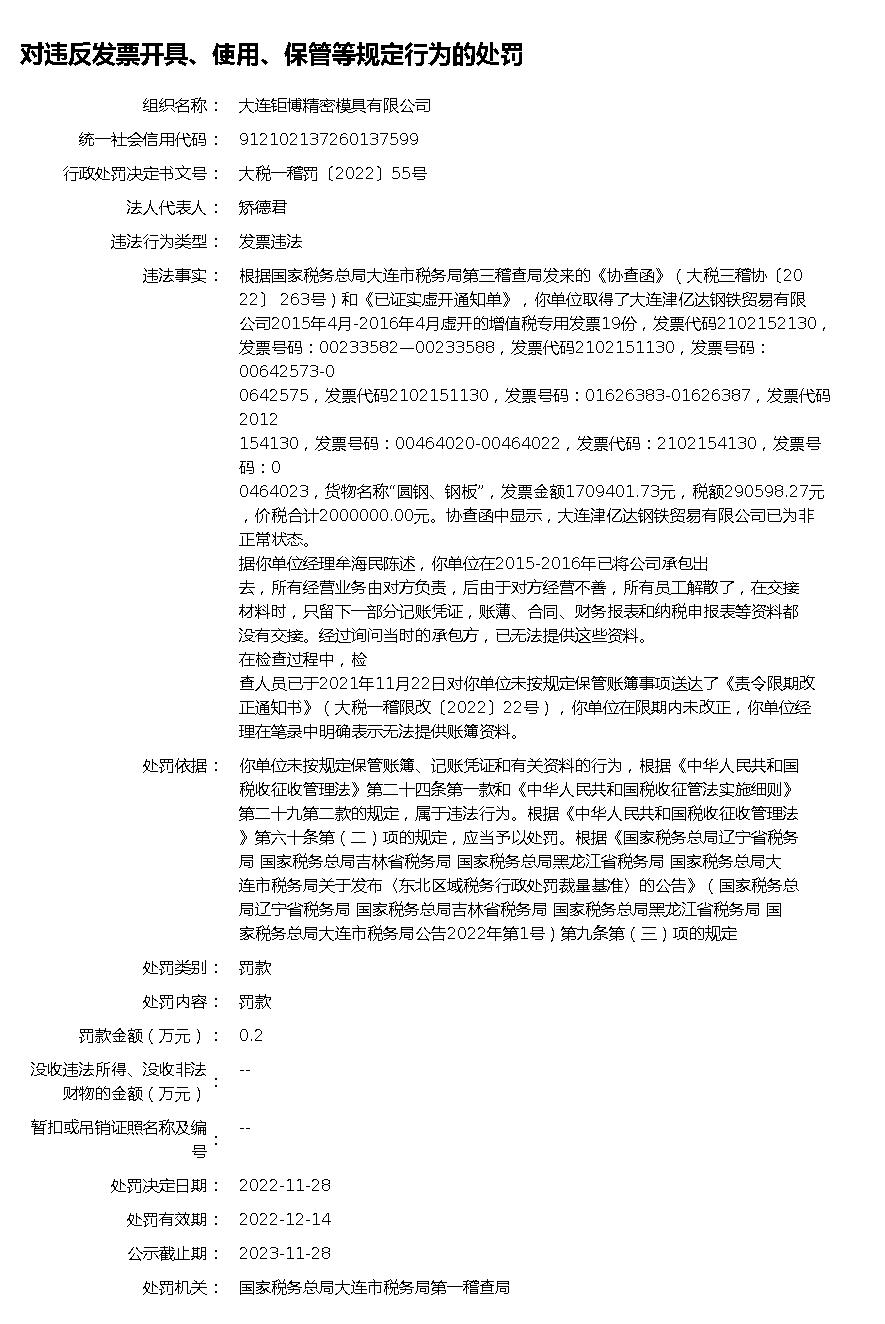 对违反发票开具、使用、保管等规定行为的处罚
组织名称： 大连钜博精密模具有限公司
统一社会信用代码： 912102137260137599
行政处罚决定书文号： 大税一稽罚〔2022〕55号
法人代表人： 矫德君
违法行为类型： 发票违法
违法事实： 根据国家税务总局大连市税务局第三稽查局发来的《协查函》（大税三稽协〔20
22〕 263号）和《已证实虚开通知单》，你单位取得了大连津亿达钢铁贸易有限
公司2015年4月-2016年4月虚开的增值税专用发票19份，发票代码2102152130，
发票号码：00233582—00233588，发票代码2102151130，发票号码：
00642573-0
0642575，发票代码2102151130，发票号码：01626383-01626387，发票代码
2012
154130，发票号码：00464020-00464022，发票代码：2102154130，发票号
码：0
0464023，货物名称“圆钢、钢板”，发票金额1709401.73元，税额290598.27元
，价税合计2000000.00元。协查函中显示，大连津亿达钢铁贸易有限公司已为非
正常状态。
据你单位经理牟海民陈述，你单位在2015-2016年已将公司承包出
去，所有经营业务由对方负责，后由于对方经营不善，所有员工解散了，在交接
材料时，只留下一部分记账凭证，账薄、合同、财务报表和纳税申报表等资料都
没有交接。经过询问当时的承包方，已无法提供这些资料。
在检查过程中，检
查人员已于2021年11月22日对你单位未按规定保管账簿事项送达了《责令限期改
正通知书》（大税一稽限改〔2022〕22号），你单位在限期内未改正，你单位经
理在笔录中明确表示无法提供账簿资料。
处罚依据： 你单位未按规定保管账簿、记账凭证和有关资料的行为，根据《中华人民共和国
税收征收管理法》第二十四条第一款和《中华人民共和国税收征管法实施细则》
第二十九第二款的规定，属于违法行为。根据《中华人民共和国税收征收管理法
》第六十条第（二）项的规定，应当予以处罚。根据《国家税务总局辽宁省税务
局 国家税务总局吉林省税务局 国家税务总局黑龙江省税务局 国家税务总局大
连市税务局关于发布〈东北区域税务行政处罚裁量基准〉的公告》（国家税务总
局辽宁省税务局 国家税务总局吉林省税务局 国家税务总局黑龙江省税务局 国
家税务总局大连市税务局公告2022年第1号）第九条第（三）项的规定
处罚类别： 罚款
处罚内容： 罚款
罚款金额（万元）： 0.2
没收违法所得、没收非法
财物的金额（万元）： --
暂扣或吊销证照名称及编
号： --
处罚决定日期： 2022-11-28
处罚有效期： 2022-12-14
公示截止期： 2023-11-28
处罚机关： 国家税务总局大连市税务局第一稽查局